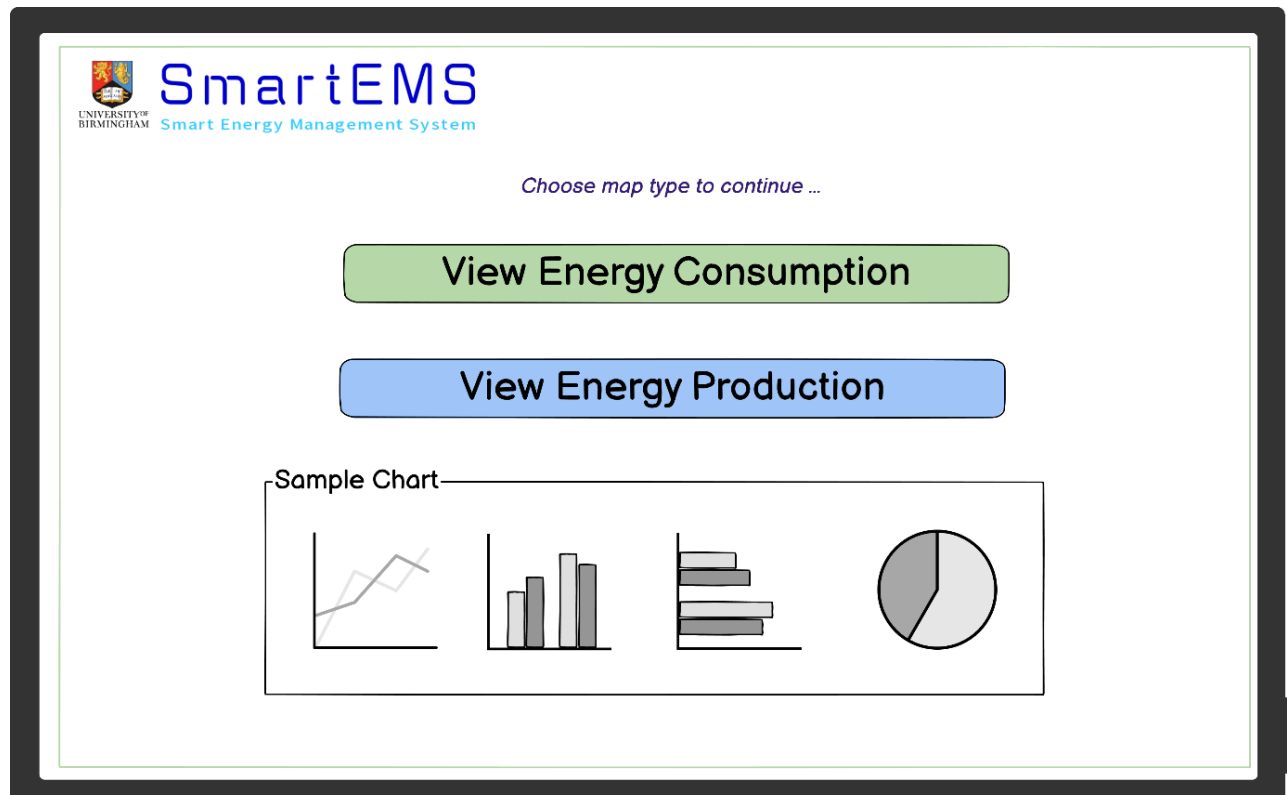 SmartEMS
UNIVERSITY OF
BIRMINGHAM
Smart Energy Management System
Choose map type to continue ...
View Energy Consumption
View Energy Production
Sample Chart